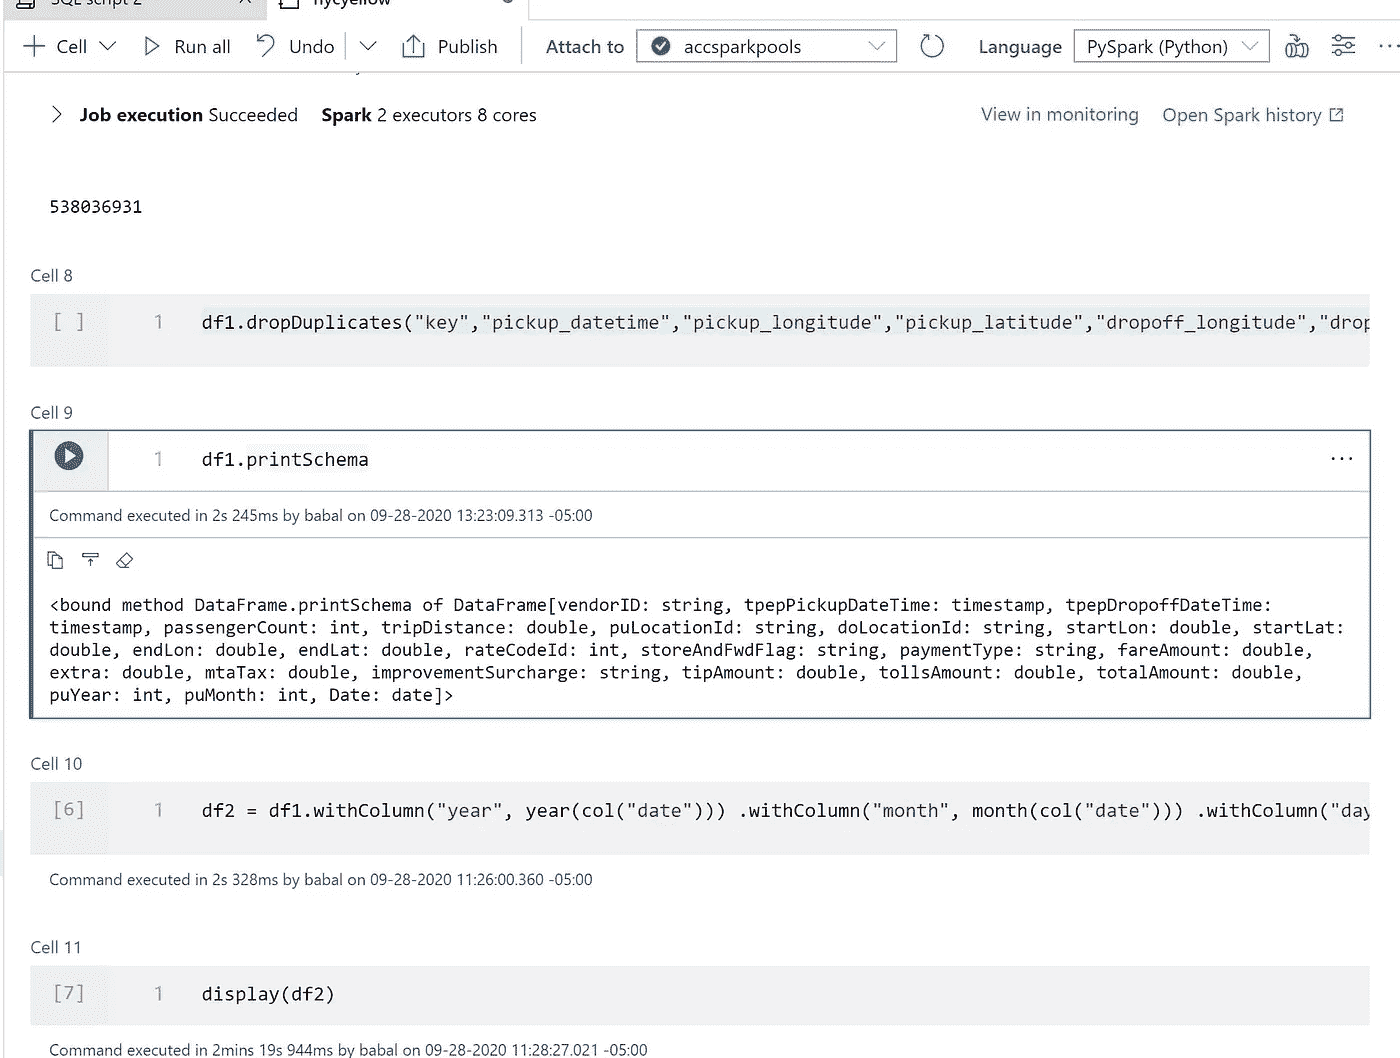 SQL script 2
nycyellow
Cell Run all Undo Publish Attach to accsparkpools Language PySpark (Python)
Job execution Succeeded Spark 2 executors 8 cores View in monitoring Open Spark history
538036931
Cell 8
[ ] 1 df1.dropDuplicates("key","pickup_datetime","pickup_longitude","pickup_latitude","dropoff_longitude","drop
Cell 9
1 df1.printSchema
Command executed in 2s 245ms by babal on 09-28-2020 13:23:09.313 -05:00
<bound method DataFrame.printSchema of DataFrame[vendorID: string, tpepPickupDateTime: timestamp, tpepDropoffDateTime:
timestamp, passengerCount: int, tripDistance: double, puLocationId: string, doLocationId: string, startLon: double, startLat:
double, endLon: double, endLat: double, rateCodeId: int, storeAndFwdFlag: string, paymentType: string, fareAmount: double,
extra: double, mtaTax: double, improvementSurcharge: string, tipAmount: double, tollsAmount: double, totalAmount: double,
puYear: int, puMonth: int, Date: date]>
Cell 10
[6] 1 df2 = df1.withColumn("year", year(col("date"))) .withColumn("month", month(col("date"))) .withColumn("day
Command executed in 2s 328ms by babal on 09-28-2020 11:26:00.360 -05:00
Cell 11
[7] 1 display(df2)
Command executed in 2mins 19s 944ms by babal on 09-28-2020 11:28:27.021 -05:00